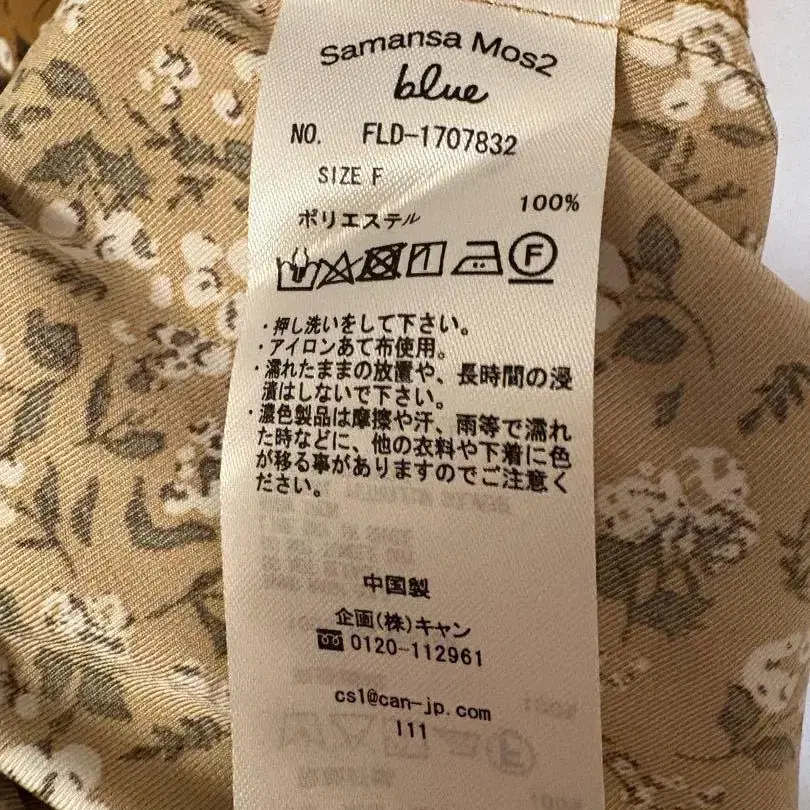 Samansa Mos2
blue
NO. FLD-1707832
SIZE F
ポリエステル 100%
F
・押し洗いをして下さい。
・アイロンあて布使用。
・濡れたままの放置や、長時間の浸
漬はしないで下さい。
・濃色製品は摩擦や汗、雨等で濡れ
た時などに、他の衣料や下着に色
が移る事がありますのでご注意く
ださい。
中国製
企画(株)キャン
0120-112961
cs1@can-jp.com
111